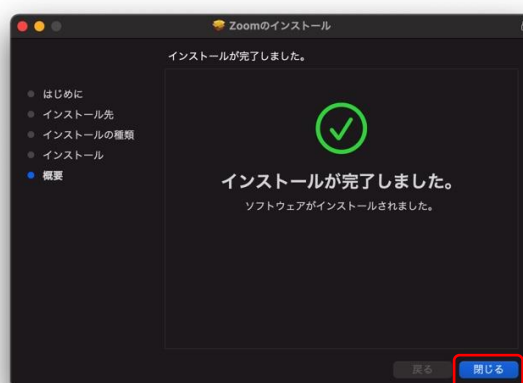 Zoomのインストール
インストールが完了しました。
はじめに
インストール先
インストールの種類
インストール
概要
インストールが完了しました。
ソフトウェアがインストールされました。
戻る
閉じる